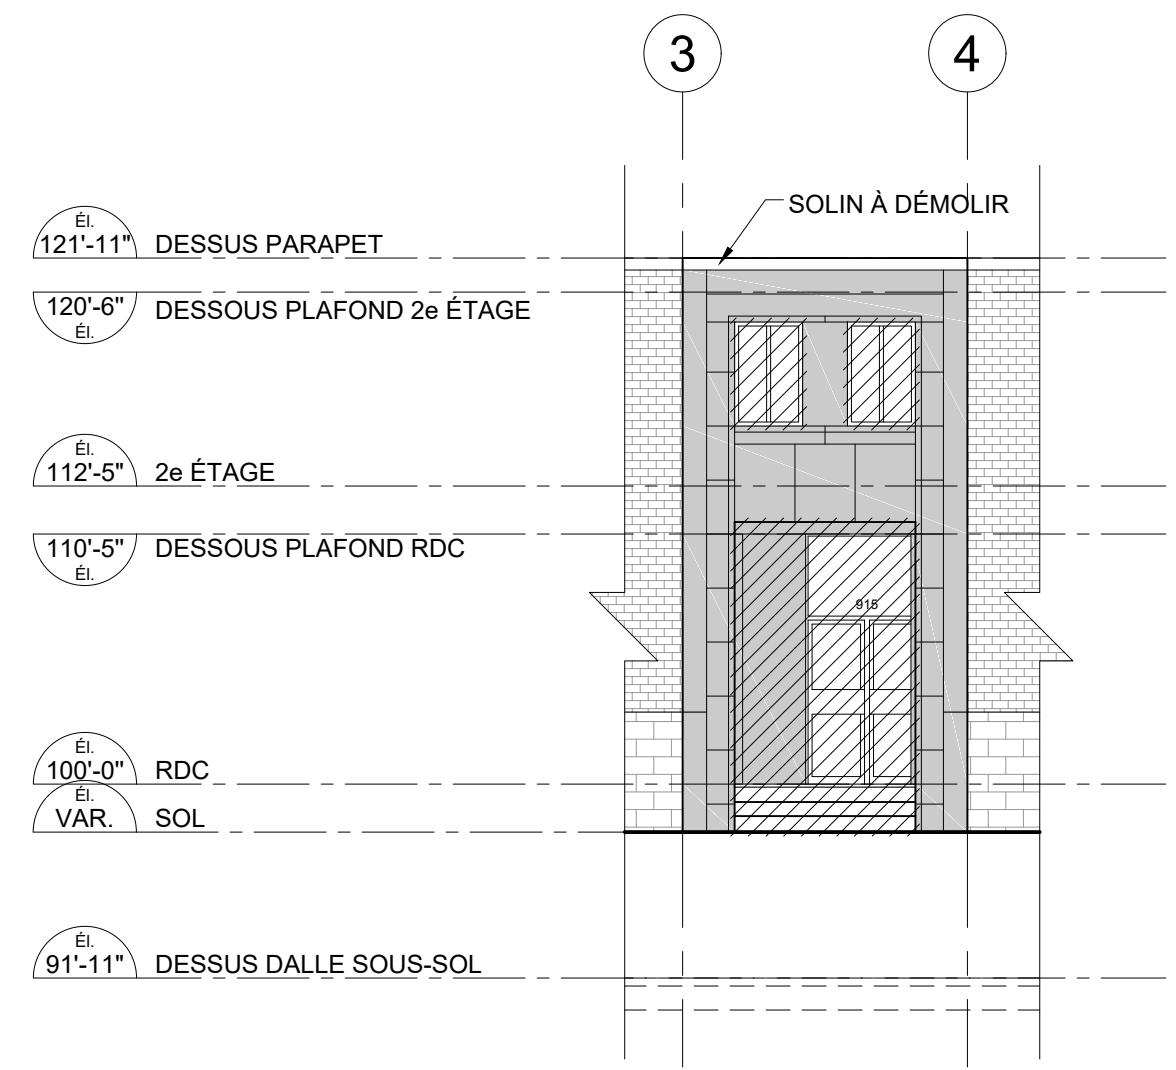 3
4
SOLIN À DÉMOLIR
Él.
121'-11" DESSUS PARAPET
120'-6" DESSOUS PLAFOND 2e ÉTAGE
Él.
Él.
112'-5" 2e ÉTAGE
110'-5" DESSOUS PLAFOND RDC
Él.
915
Él.
100'-0" RDC
Él.
VAR. SOL
Él.
91'-11" DESSUS DALLE SOUS-SOL